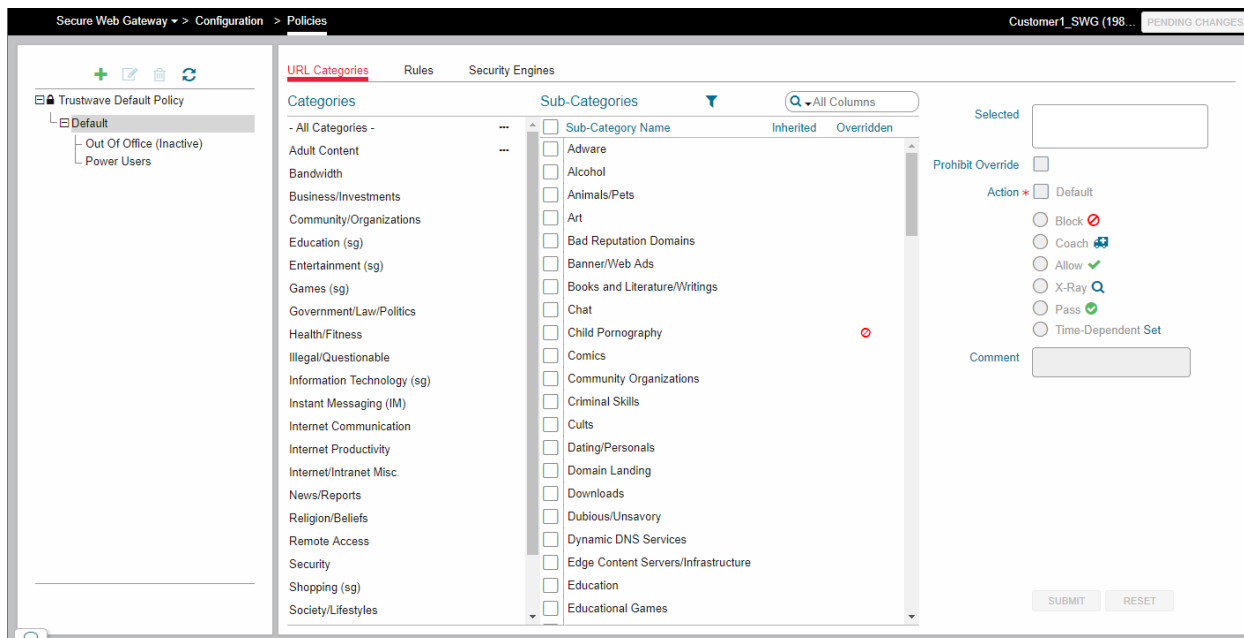 Secure Web Gateway > Configuration > Policies
Customer1_SWG (198... PENDING CHANGES
Trustwave Default Policy
Default
Out Of Office (Inactive)
Power Users
URL Categories Rules Security Engines
Categories
- All Categories - ...
Adult Content ...
Bandwidth
Business/Investments
Community/Organizations
Education (sg)
Entertainment (sg)
Games (sg)
Government/Law/Politics
Health/Fitness
Illegal/Questionable
Information Technology (sg)
Instant Messaging (IM)
Internet Communication
Internet Productivity
Internet/Intranet Misc.
News/Reports
Religion/Beliefs
Remote Access
Security
Shopping (sg)
Society/Lifestyles
Sub-Categories
All Columns
Sub-Category Name Inherited Overridden
Adware
Alcohol
Animals/Pets
Art
Bad Reputation Domains
Banner/Web Ads
Books and Literature/Writings
Chat
Child Pornography
Comics
Community Organizations
Criminal Skills
Cults
Dating/Personals
Domain Landing
Downloads
Dubious/Unsavory
Dynamic DNS Services
Edge Content Servers/Infrastructure
Education
Educational Games
Selected
Prohibit Override
Action * Default
Block
Coach
Allow
X-Ray
Pass
Time-Dependent Set
Comment
SUBMIT RESET